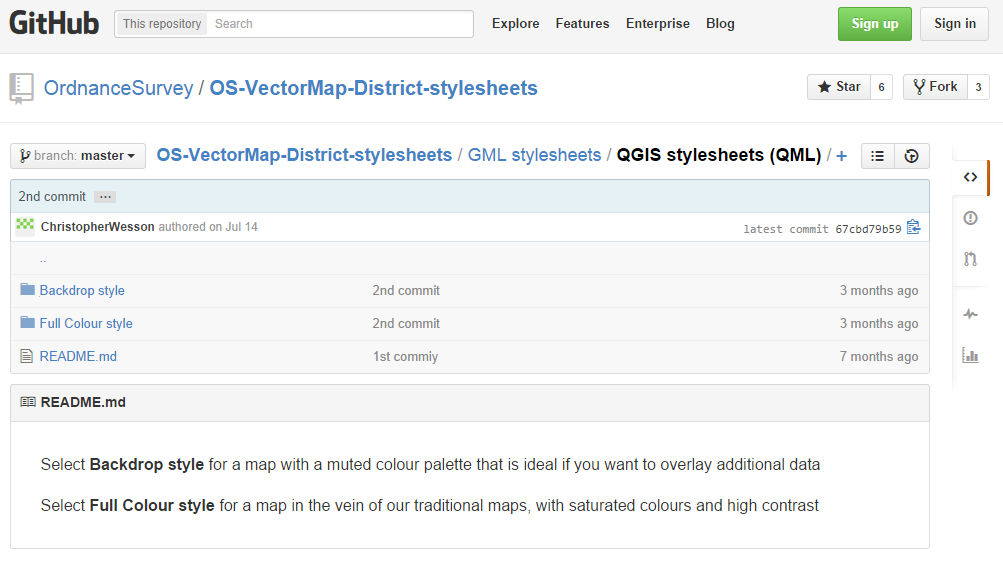 GitHub This repository Search Explore Features Enterprise Blog Sign up Sign in
OrdnanceSurvey / OS-VectorMap-District-stylesheets Star 6 Fork 3
branch: master OS-VectorMap-District-stylesheets / GML stylesheets / QGIS stylesheets (QML) / +
2nd commit ...
ChristopherWesson authored on Jul 14 latest commit 67cbd79b59
..
Backdrop style 2nd commit 3 months ago
Full Colour style 2nd commit 3 months ago
README.md 1st commiy 7 months ago
README.md
Select Backdrop style for a map with a muted colour palette that is ideal if you want to overlay additional data
Select Full Colour style for a map in the vein of our traditional maps, with saturated colours and high contrast